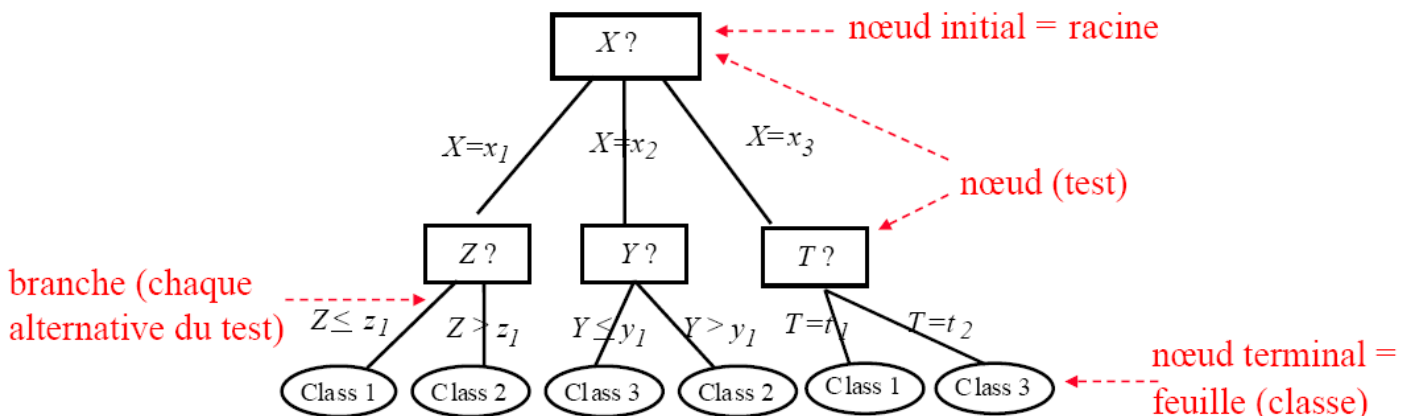 X ?
nœud initial = racine
X=x₁
X=x₂
X=x₃
nœud (test)
Z ?
Y ?
T ?
branche (chaque
alternative du test)
Z ≤ z₁
Z > z₁
Y ≤ y₁
Y > y₁
T=t₁
T=t₂
Class 1
Class 2
Class 3
Class 2
Class 1
Class 3
nœud terminal =
feuille (classe)